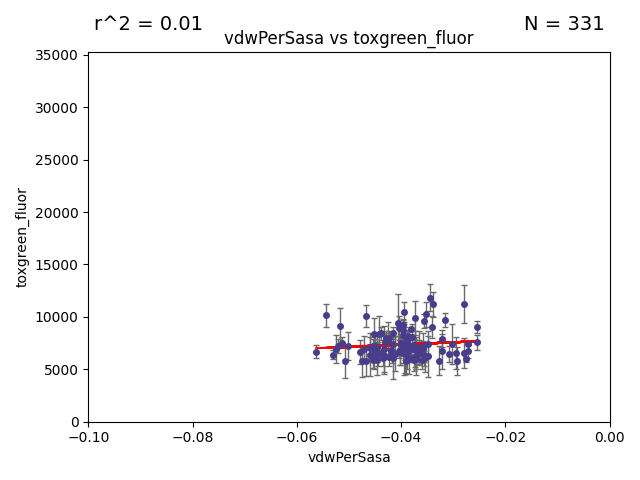 r^2 = 0.01
N = 331
vdwPerSasa vs toxgreen_fluor
35000
30000
25000
20000
15000
10000
5000
0
toxgreen_fluor
−0.10
−0.08
−0.06
−0.04
−0.02
0.00
vdwPerSasa